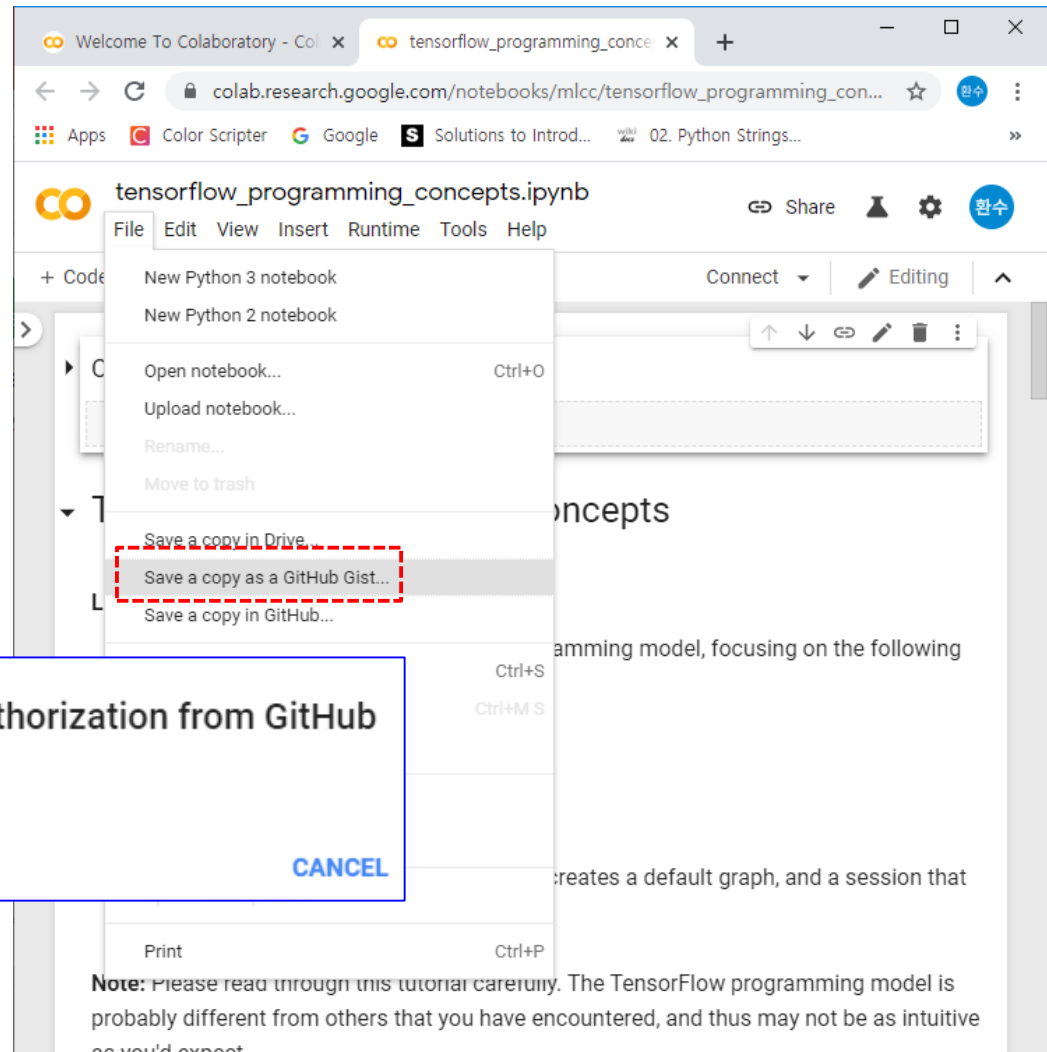 Welcome To Colaboratory - Col
tensorflow_programming_conce
colab.research.google.com/notebooks/mlcc/tensorflow_programming_con...
환수
Apps
Color Scripter
Google
Solutions to Introd...
wiki docs
02. Python Strings...
»
tensorflow_programming_concepts.ipynb
Share
환수
File Edit View Insert Runtime Tools Help
+ Code
Connect
Editing
New Python 3 notebook
New Python 2 notebook
Open notebook... Ctrl+O
Upload notebook...
Rename...
Move to trash
oncepts
Save a copy in Drive...
Save a copy as a GitHub Gist...
L
Save a copy in GitHub...
amming model, focusing on the following
Ctrl+S
thorization from GitHub
Ctrl+M S
CANCEL
creates a default graph, and a session that
Print Ctrl+P
Note: Please read through this tutorial carefully. The TensorFlow programming model is
probably different from others that you have encountered, and thus may not be as intuitive
as you'd expect.